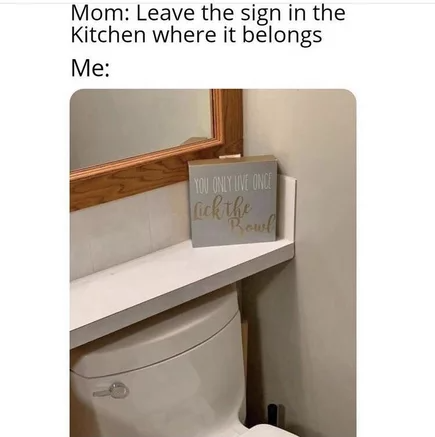 Mom: Leave the sign in the
Kitchen where it belongs
Me:
YOU ONLY LIVE ONCE
Lick the
Bowl